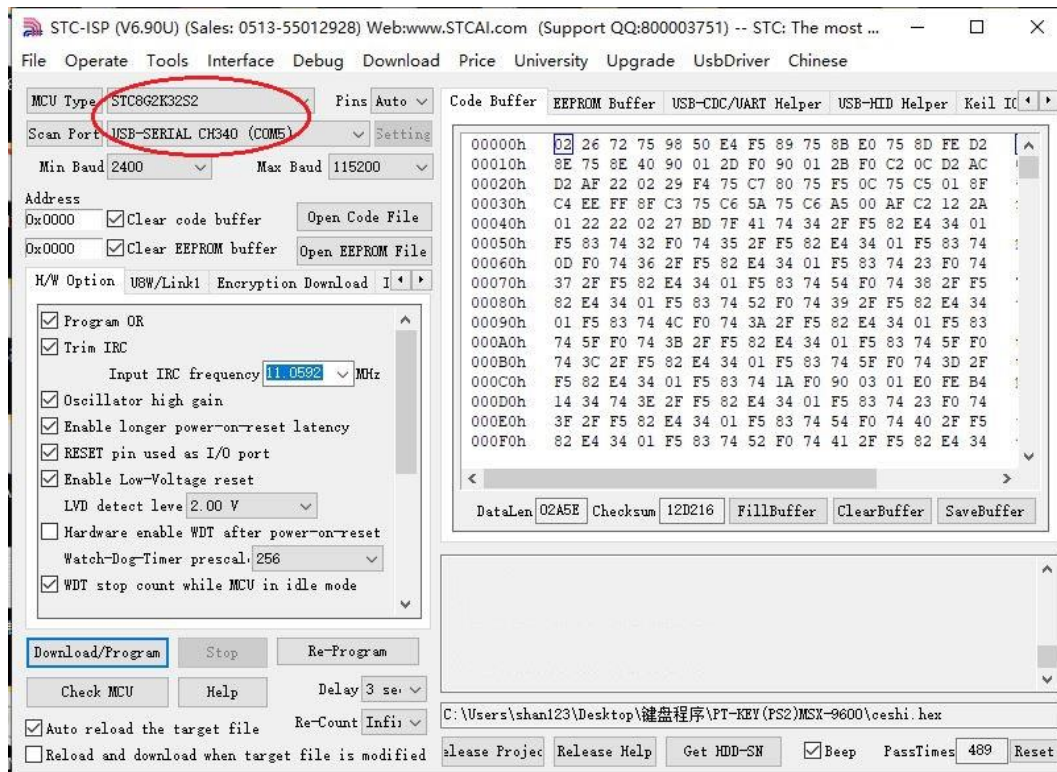 STC-ISP (V6.90U) (Sales: 0513-55012928) Web:www.STCAI.com (Support QQ:800003751) -- STC: The most ...
File Operate Tools Interface Debug Download Price University Upgrade UsbDriver Chinese
MCU Type STC8G2K32S2 Pins Auto
Scan Port USB-SERIAL CH340 (COM5) Setting
Min Baud 2400 Max Baud 115200
Address
0x0000 Clear code buffer Open Code File
0x0000 Clear EEPROM buffer Open EEPROM File
H/W Option U8W/Link1 Encryption Download I
Program OR
Trim IRC
Input IRC frequency 11.0592 MHz
Oscillator high gain
Enable longer power-on-reset latency
RESET pin used as I/O port
Enable Low-Voltage reset
LVD detect leve 2.00 V
Hardware enable WDT after power-on-reset
Watch-Dog-Timer prescal 256
WDT stop count while MCU in idle mode
Download/Program Stop Re-Program
Check MCU Help Delay 3 se
Auto reload the target file Re-Count Infi
Reload and download when target file is modified
Code Buffer EEPROM Buffer USB-CDC/UART Helper USB-HID Helper Keil IC
00000h 02 26 72 75 98 50 E4 F5 89 75 8B E0 75 8D FE D2
00010h 8E 75 8E 40 90 01 2D F0 90 01 2B F0 C2 0C D2 AC
00020h D2 AF 22 02 29 F4 75 C7 80 75 F5 0C 75 C5 01 8F
00030h C4 EE FF 8F C3 75 C6 5A 75 C6 A5 00 AF C2 12 2A
00040h 01 22 22 02 27 BD 7F 41 74 34 2F F5 82 E4 34 01
00050h F5 83 74 32 F0 74 35 2F F5 82 E4 34 01 F5 83 74
00060h 0D F0 74 36 2F F5 82 E4 34 01 F5 83 74 23 F0 74
00070h 37 2F F5 82 E4 34 01 F5 83 74 54 F0 74 38 2F F5
00080h 82 E4 34 01 F5 83 74 52 F0 74 39 2F F5 82 E4 34
00090h 01 F5 83 74 4C F0 74 3A 2F F5 82 E4 34 01 F5 83
000A0h 74 5F F0 74 3B 2F F5 82 E4 34 01 F5 83 74 5F F0
000B0h 74 3C 2F F5 82 E4 34 01 F5 83 74 5F F0 74 3D 2F
000C0h F5 82 E4 34 01 F5 83 74 1A F0 90 03 01 E0 FE B4
000D0h 14 34 74 3E 2F F5 82 E4 34 01 F5 83 74 23 F0 74
000E0h 3F 2F F5 82 E4 34 01 F5 83 74 54 F0 74 40 2F F5
000F0h 82 E4 34 01 F5 83 74 52 F0 74 41 2F F5 82 E4 34
DataLen 02A5E Checksum 12D216 FillBuffer ClearBuffer SaveBuffer
C:\Users\shan123\Desktop\键盘程序\PT-KEY(PS2)MSX-9600\ceshi.hex
elease Projec Release Help Get HDD-SN Beep PassTimes 489 Reset